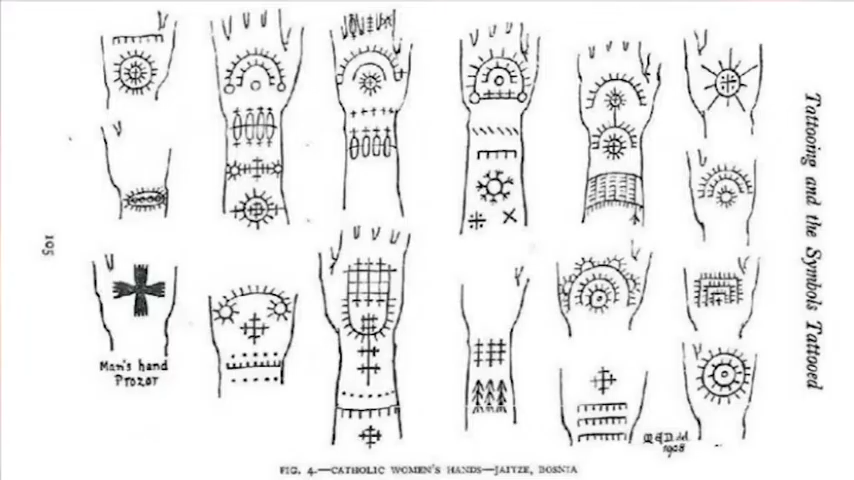 Tattooing and the Symbols Tattooed
105
Man's hand
Prozor
1908
FIG. 4.—CATHOLIC WOMEN'S HANDS—JAITZE, BOSNIA